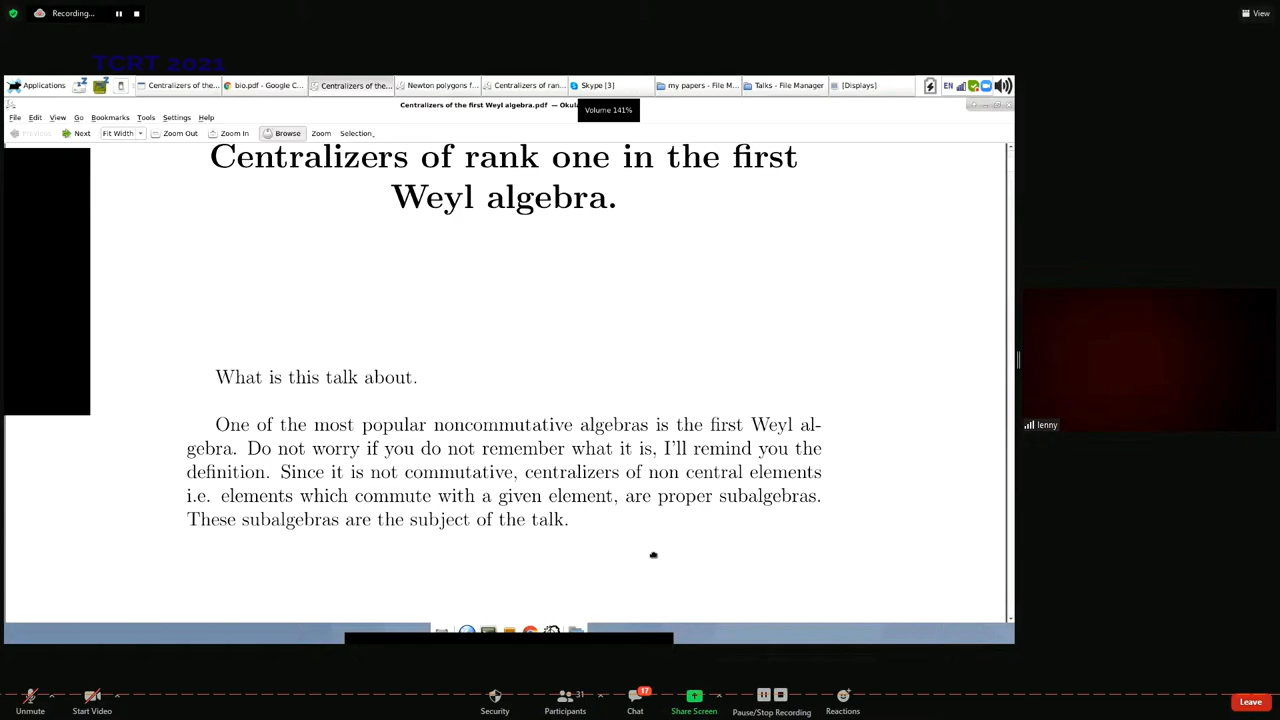 Recording...
View
TCRT 2021
Applications
Centralizers of the...
bio.pdf - Google C...
Centralizers of the...
Newton polygons f...
Centralizers of ran...
Skype [3]
my papers - File M...
Talks - File Manager
[Displays]
EN
Centralizers of the first Weyl algebra.pdf — Okul
Volume 141%
File Edit View Go Bookmarks Tools Settings Help
Previous Next Fit Width Zoom Out Zoom In Browse Zoom Selection
Centralizers of rank one in the first
Weyl algebra.
What is this talk about.
One of the most popular noncommutative algebras is the first Weyl al-
gebra. Do not worry if you do not remember what it is, I'll remind you the
definition. Since it is not commutative, centralizers of non central elements
i.e. elements which commute with a given element, are proper subalgebras.
These subalgebras are the subject of the talk.
lenny
Unmute
Start Video
Security
Participants 31
Chat 17
Share Screen
Pause/Stop Recording
Reactions
Leave